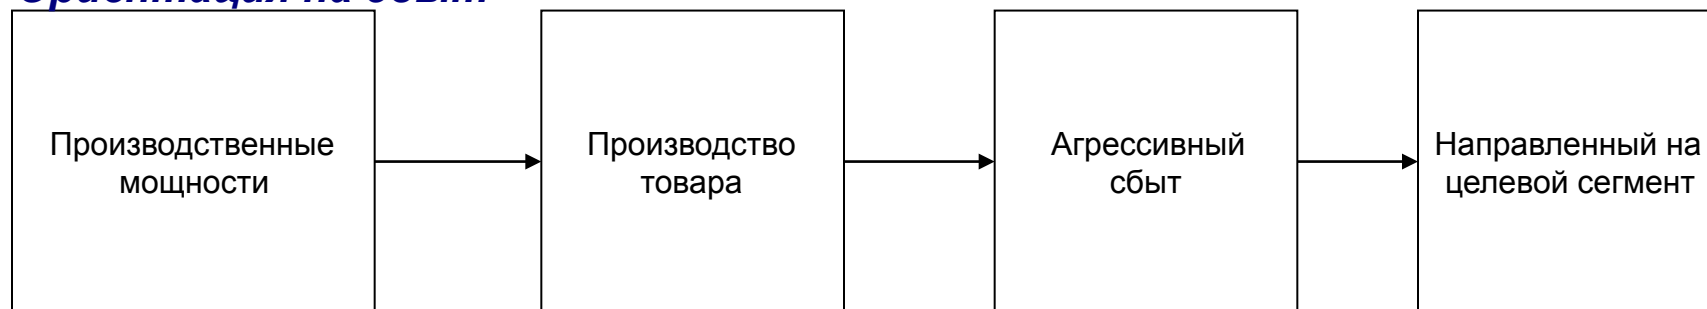 Производственные
мощности
Производство
товара
Агрессивный
сбыт
Направленный на
целевой сегмент